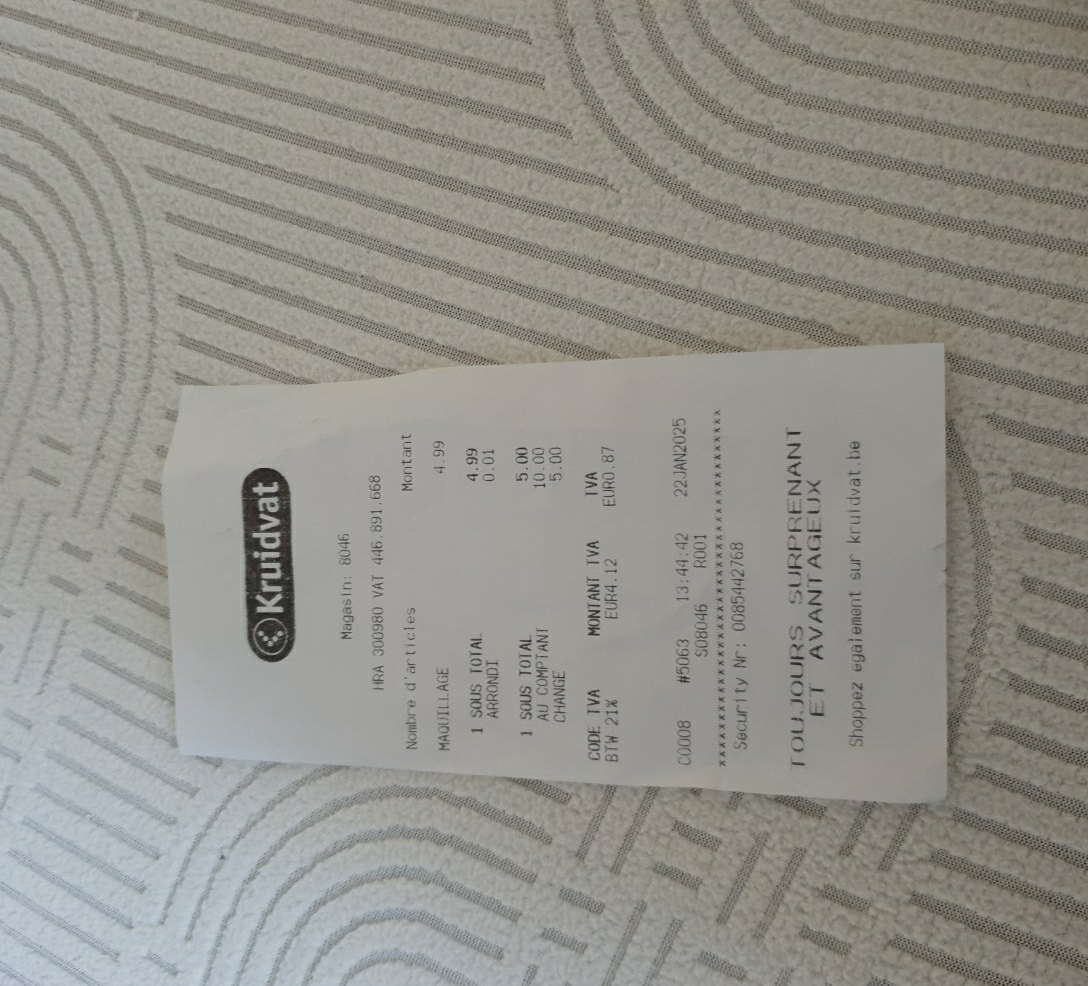 Kruidvat
Magasin: 8046
HRA 300980 VAT 446.891.668
Nombre d'articles Montant
MAQUILLAGE 4.99
1 SOUS TOTAL 4.99
ARRONDI 0.01
1 SOUS TOTAL 5.00
AU COMPTANT 10.00
CHANGE 5.00
CODE TVA MONTANT TVA TVA
BTW 21% EUR4.12 EUR0.87
C0008 #5063 13:44:42 22JAN2025
S08046 R001
xxxxxxxxxxxxxxxxxxxxxxxxxxxxxxxxxxxxxx
Security Nr: 0085442768
TOUJOURS SURPRENANT
ET AVANTAGEUX
Shoppez egalement sur kruidvat.be